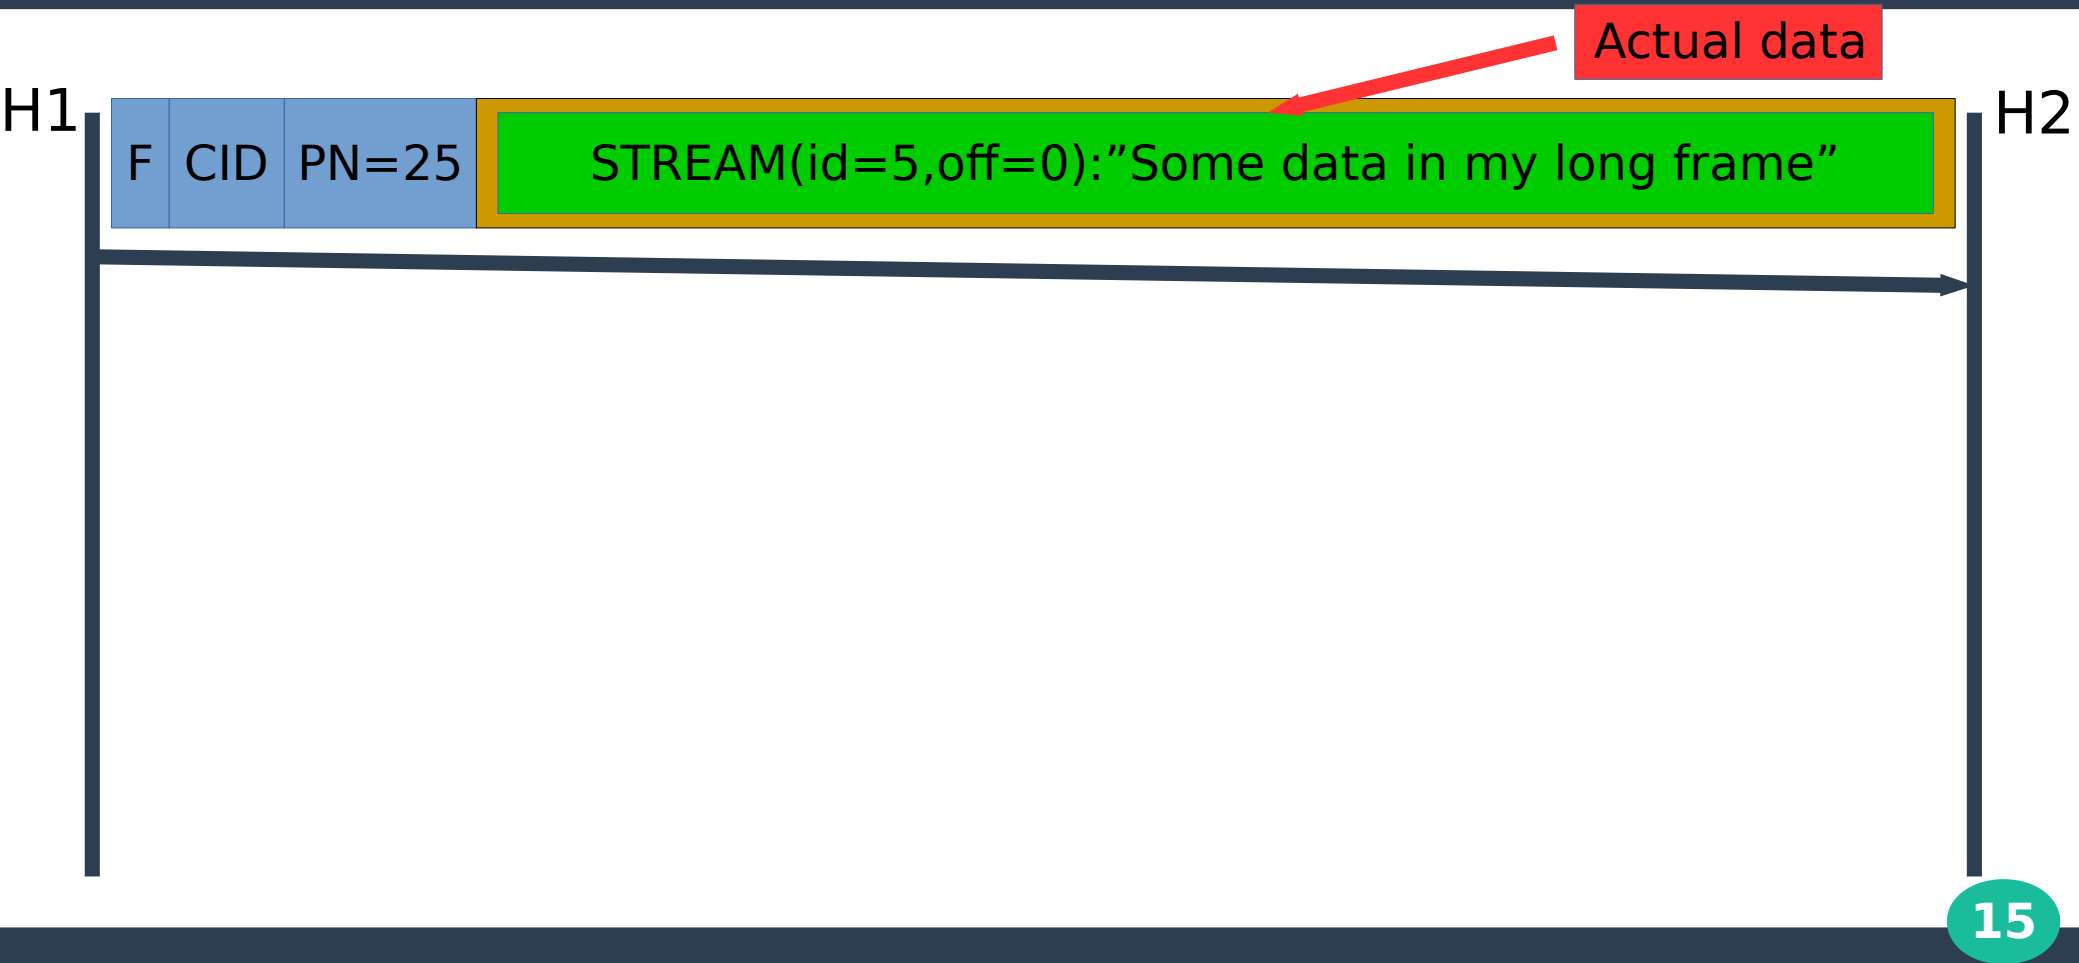 Actual data
H1
F CID PN=25 STREAM(id=5,off=0):”Some data in my long frame”
H2
15